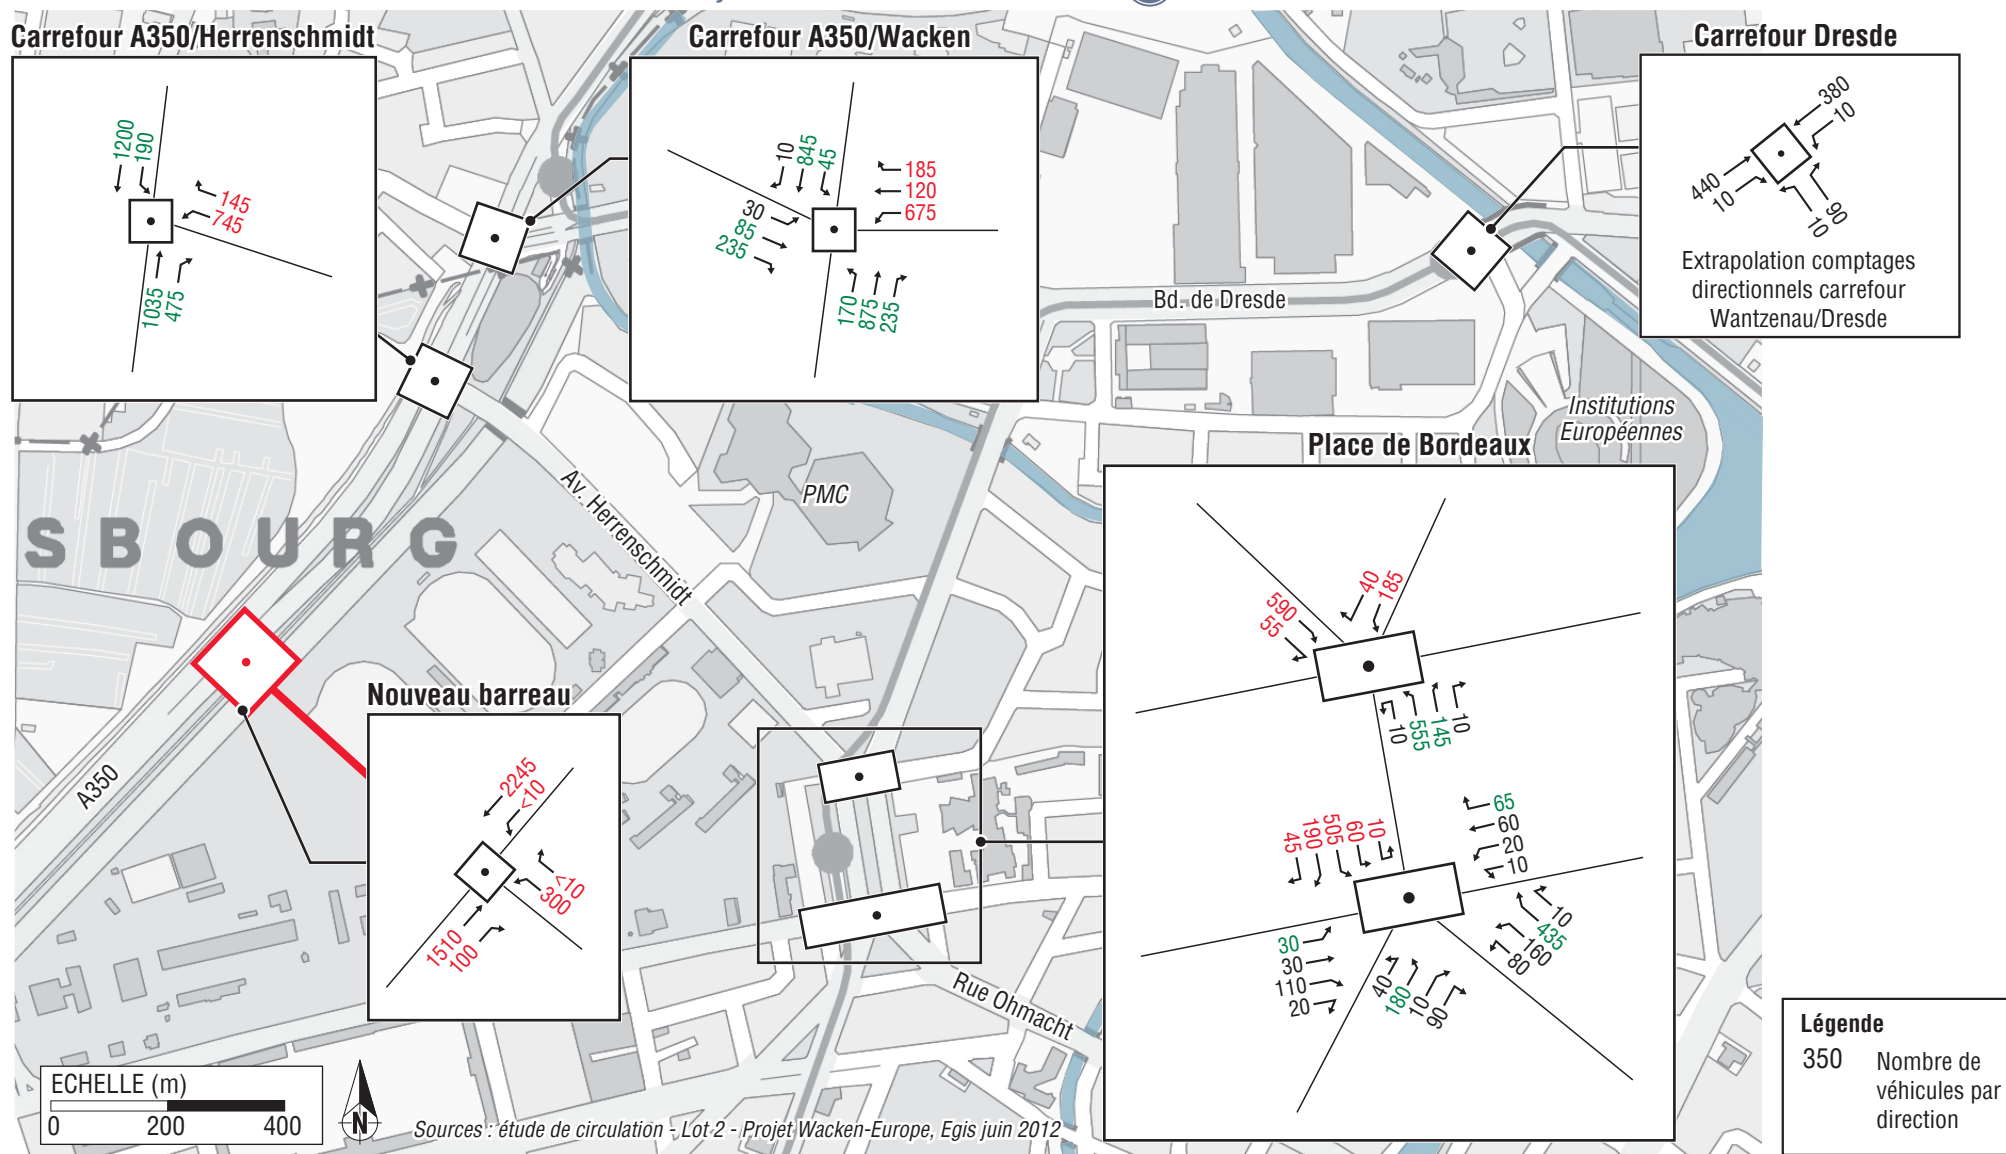 Carrefour A350/Herrenschmidt
1200
190
145
745
1035
475
Carrefour A350/Wacken
10
845
45
185
120
675
30
85
235
170
875
235
Carrefour Dresde
380
10
440
10
90
10
Extrapolation comptages
directionnels carrefour
Wantzenau/Dresde
Bd. de Dresde
Institutions
Européennes
PMC
Av. Herrenschmidt
SBOURG
A350
Nouveau barreau
2245
<10
<10
300
1510
100
Place de Bordeaux
590
55
40
185
10
555
145
10
45
190
505
60
10
65
60
20
10
10
435
160
80
30
30
110
20
40
180
10
90
Rue Ohmacht
ECHELLE (m)
0 200 400
N
Sources : étude de circulation - Lot 2 - Projet Wacken-Europe, Egis juin 2012
Légende
350 Nombre de
véhicules par
direction